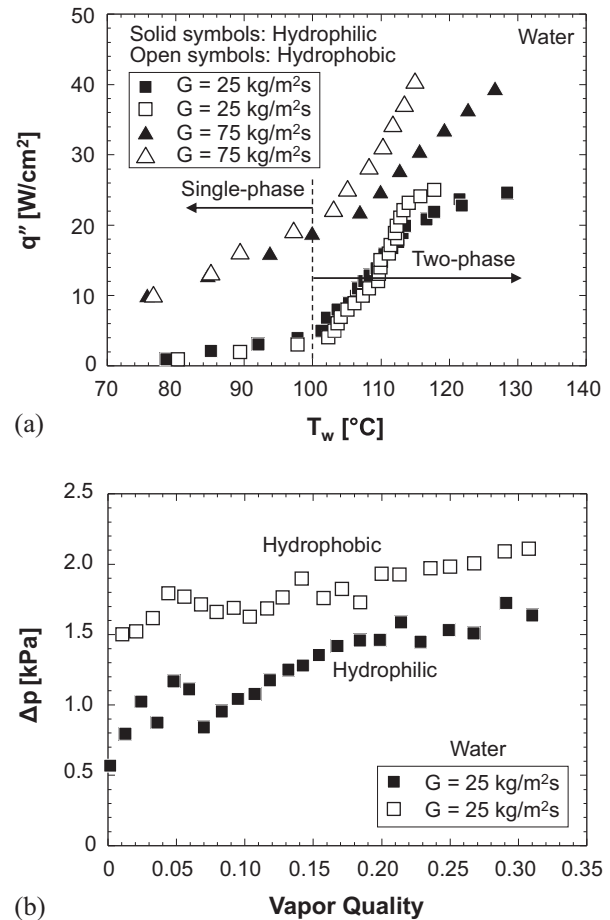 50
40
30
20
10
0
q″ [W/cm²]
Solid symbols: Hydrophilic
Open symbols: Hydrophobic
Water
■ G = 25 kg/m²s
□ G = 25 kg/m²s
▲ G = 75 kg/m²s
△ G = 75 kg/m²s
Single-phase
Two-phase
70 80 90 100 110 120 130 140
T_w [°C]
(a)
2.5
2.0
1.5
1.0
0.5
0
Δp [kPa]
Hydrophobic
Hydrophilic
Water
■ G = 25 kg/m²s
□ G = 25 kg/m²s
0 0.05 0.10 0.15 0.20 0.25 0.30 0.35
Vapor Quality
(b)